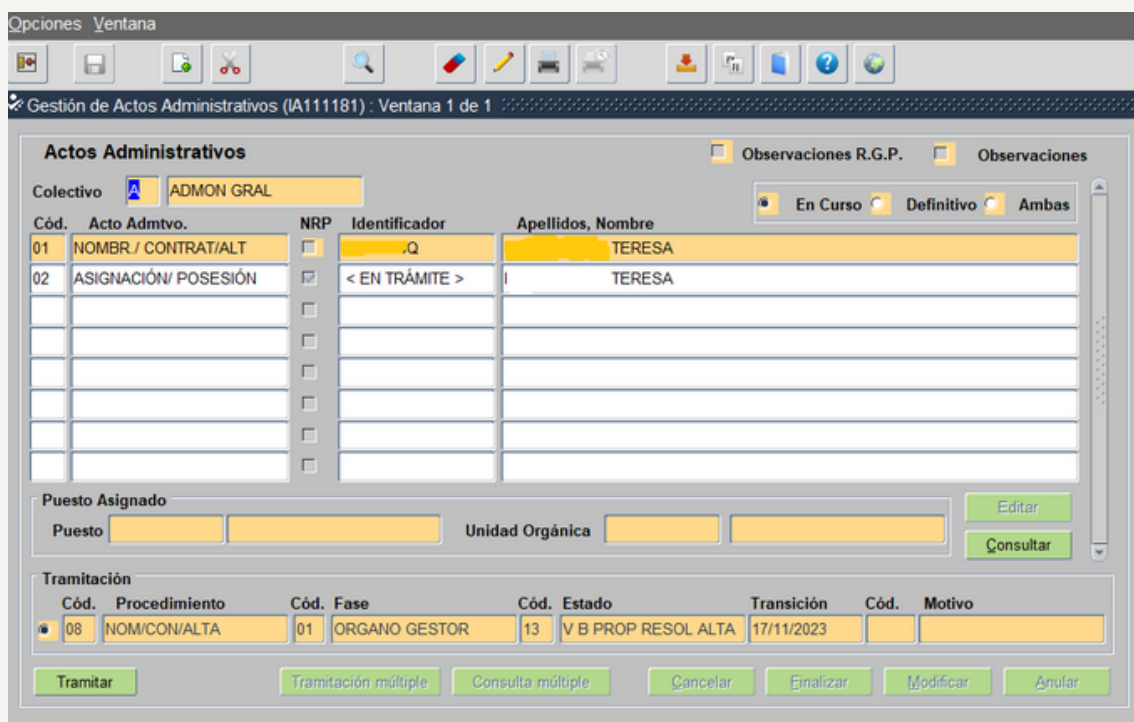 Opciones Ventana
Gestión de Actos Administrativos (IA111181) : Ventana 1 de 1
Actos Administrativos
Observaciones R.G.P. Observaciones
Colectivo A ADMON GRAL
En Curso Definitivo Ambas
Cód. Acto Admtvo. NRP Identificador Apellidos, Nombre
01 NOMBR./ CONTRAT/ALT Q TERESA
02 ASIGNACIÓN/ POSESIÓN < EN TRÁMITE > TERESA
Puesto Asignado
Editar
Puesto Unidad Orgánica
Consultar
Tramitación
Cód. Procedimiento Cód. Fase Cód. Estado Transición Cód. Motivo
08 NOM/CON/ALTA 01 ORGANO GESTOR 13 V B PROP RESOL ALTA 17/11/2023
Tramitar Tramitación múltiple Consulta múltiple Cancelar Finalizar Modificar Anular